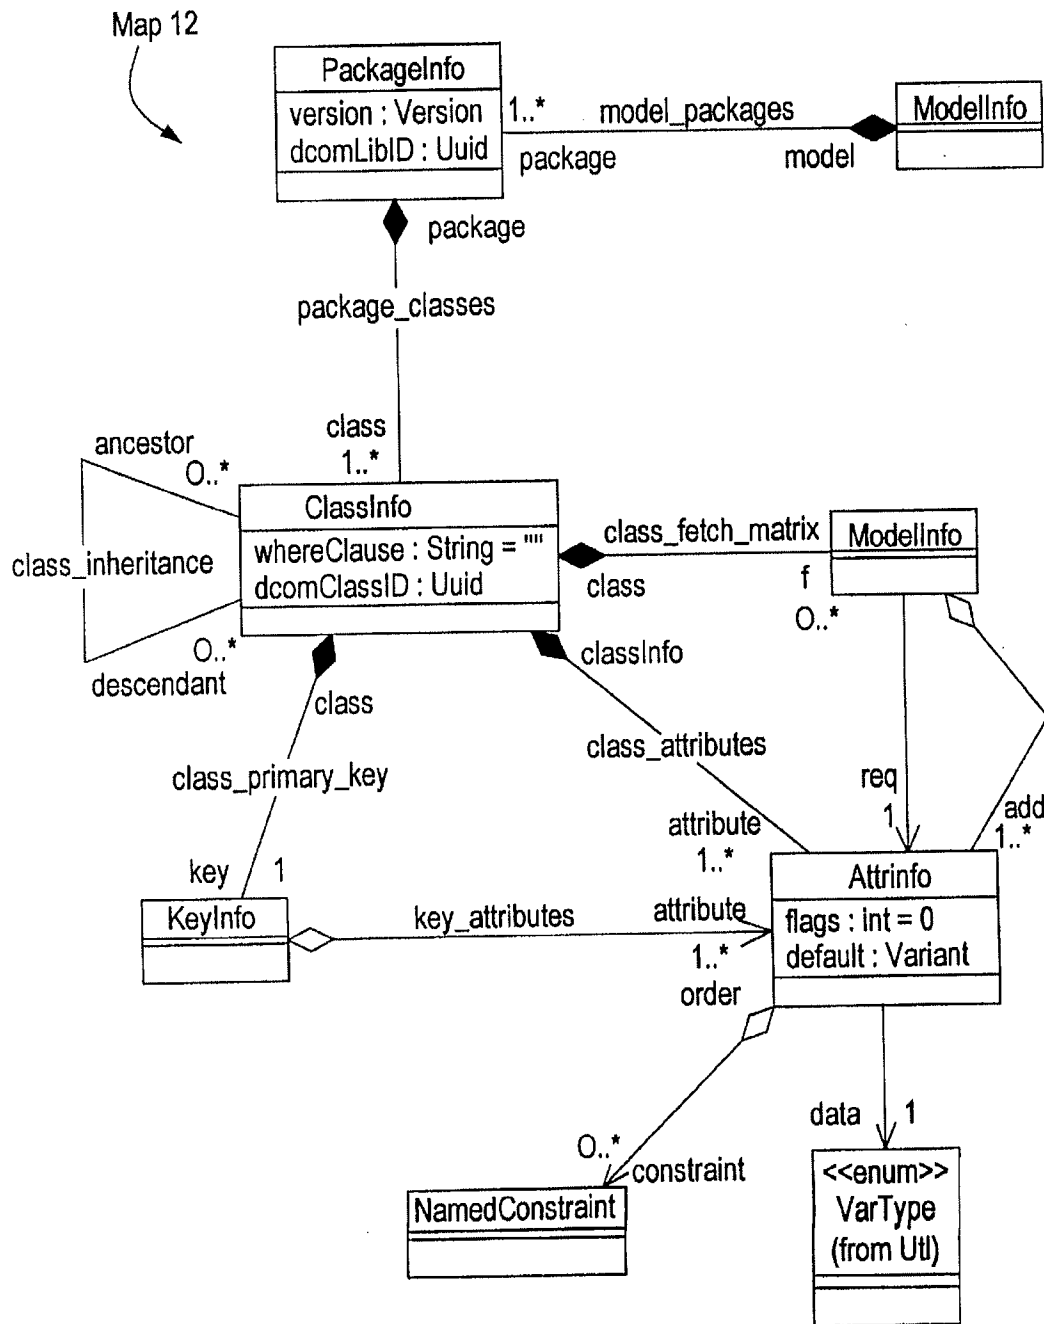 Map 12
PackageInfo
version : Version
dcomLibID : Uuid
1..*
model_packages
package
model
ModelInfo
package
package_classes
class
1..*
ancestor
O..*
class_inheritance
O..*
descendant
ClassInfo
whereClause : String = ""
dcomClassID : Uuid
class_fetch_matrix
class
f
O..*
ModelInfo
class
classInfo
class_primary_key
class_attributes
req
1
add
1..*
key
1
attribute
1..*
KeyInfo
key_attributes
attribute
1..*
order
Attrinfo
flags : int = 0
default : Variant
O..*
constraint
data
1
NamedConstraint
<<enum>>
VarType
(from Utl)